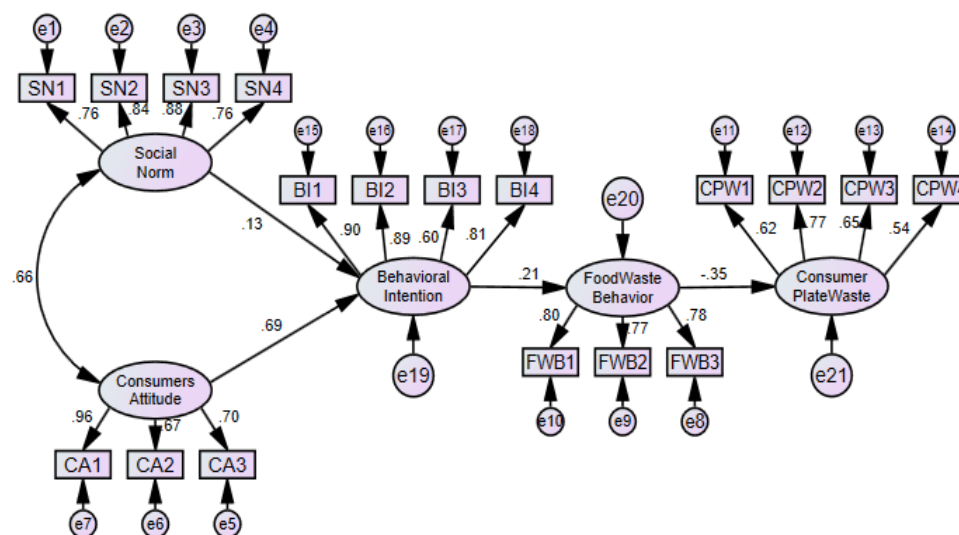 e1
e2
e3
e4
SN1
SN2
SN3
SN4
.76
.84
.88
.76
Social
Norm
e15
e16
e17
e18
BI1
BI2
BI3
BI4
.90
.89
.60
.81
e11
e12
e13
e14
CPW1
CPW2
CPW3
CPW4
.62
.77
.65
.54
e20
.13
.66
.69
Behavioral
Intention
.21
FoodWaste
Behavior
-.35
Consumer
PlateWaste
.80
.77
.78
FWB1
FWB2
FWB3
e10
e9
e8
e19
e21
Consumers
Attitude
.96
.67
.70
CA1
CA2
CA3
e7
e6
e5